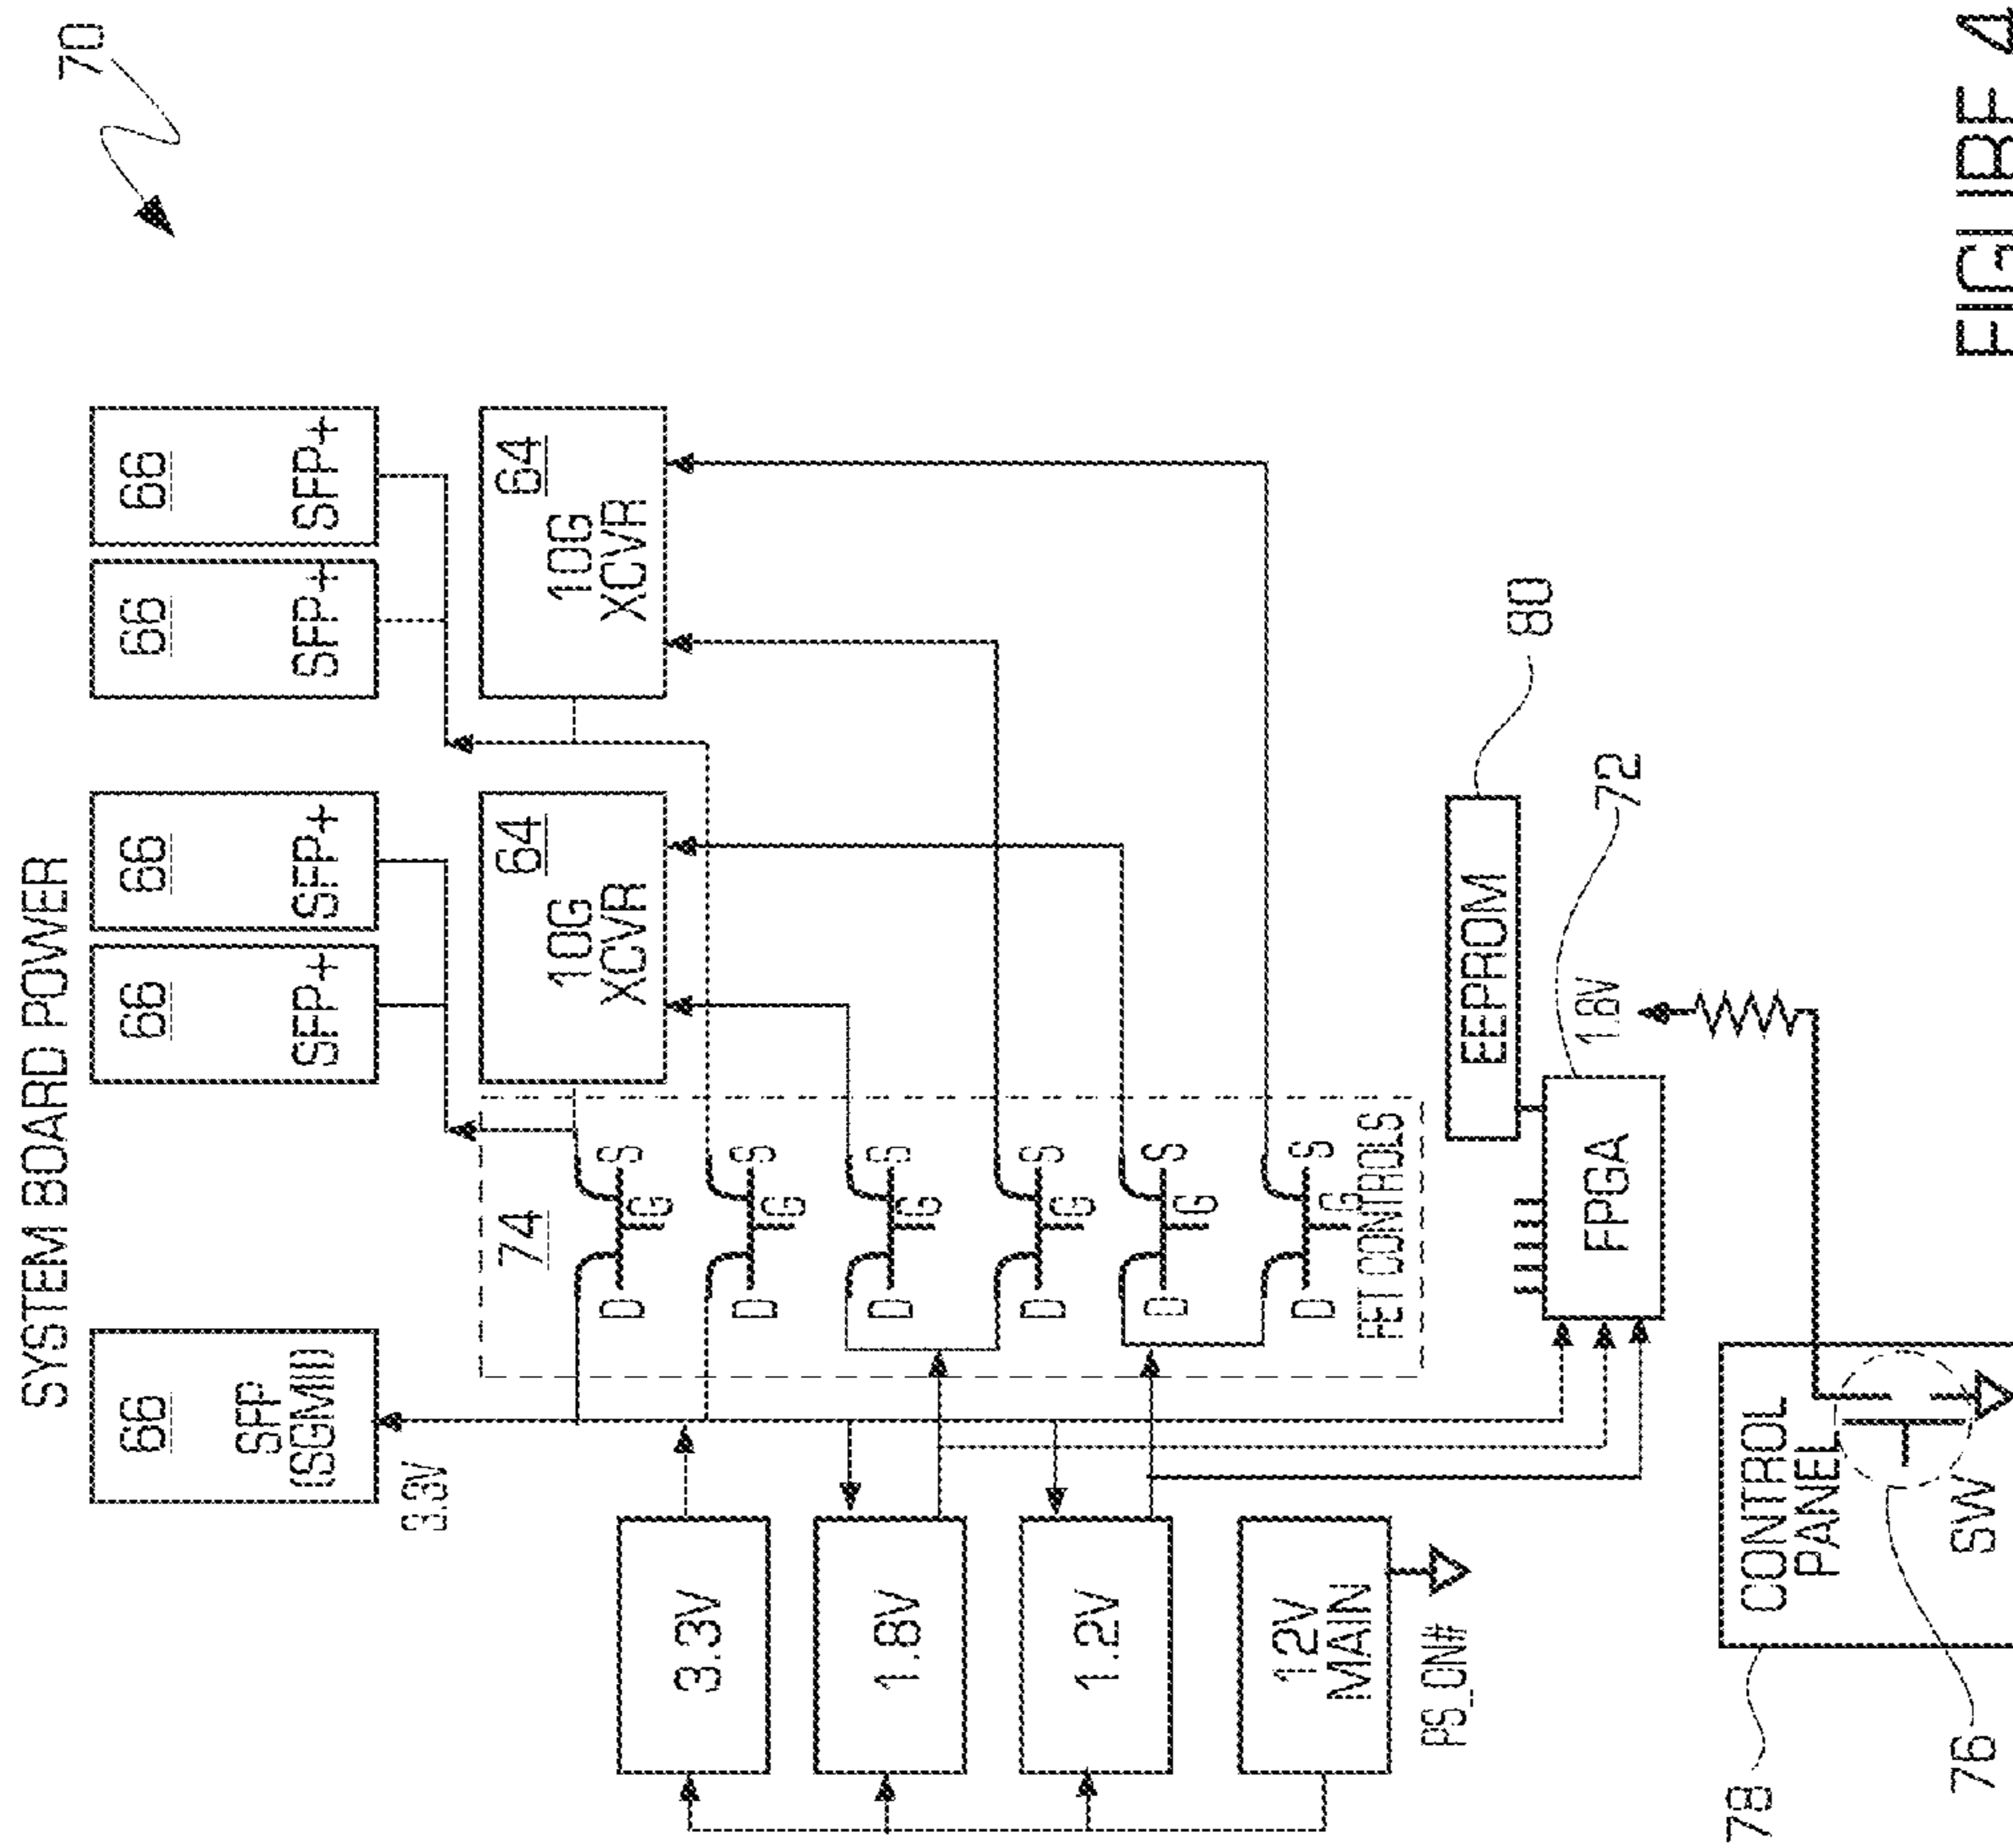 70
SYSTEM BOARD POWER
66
SFP
(SGMII)
66
SFP+
66
SFP+
66
SFP+
66
SFP+
3.3V
64
10G
XCVR
64
10G
XCVR
74
D
S
G
D
S
G
D
S
G
D
S
G
D
S
G
D
S
G
FET CONTROLS
3.3V
1.8V
1.2V
12V
MAIN
PS_ON#
EEPROM
80
FPGA
72
1.8V
CONTROL
PANEL
SW
78
76
FIGURE 4